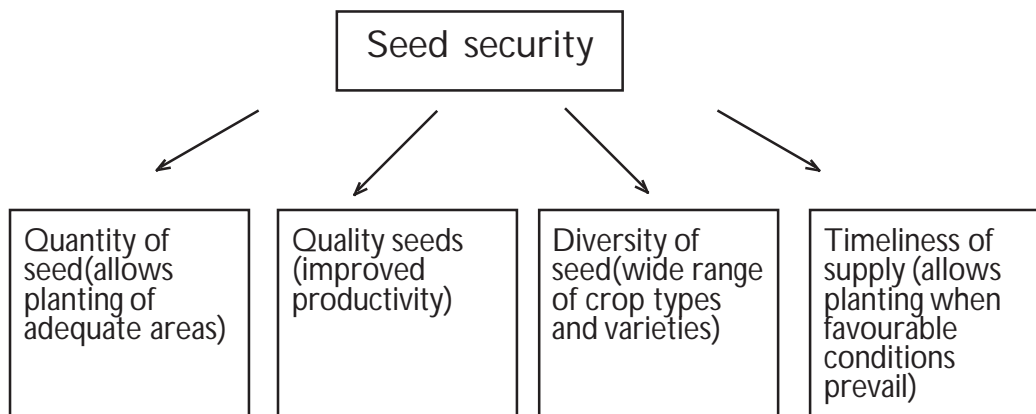 Seed security
Quantity of
seed(allows
planting of
adequate areas)
Quality seeds
(improved
productivity)
Diversity of
seed(wide range
of crop types
and varieties)
Timeliness of
supply (allows
planting when
favourable
conditions
prevail)